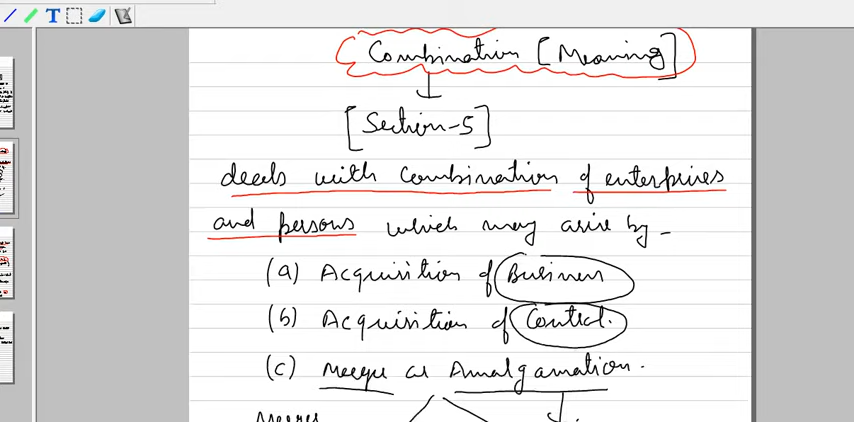 Combination [Meaning]
[Section-5]
deals with combination of enterprises
and persons which may arise by -
(a) Acquisition of Business
(b) Acquisition of Control.
(c) Merger or Amalgamation.